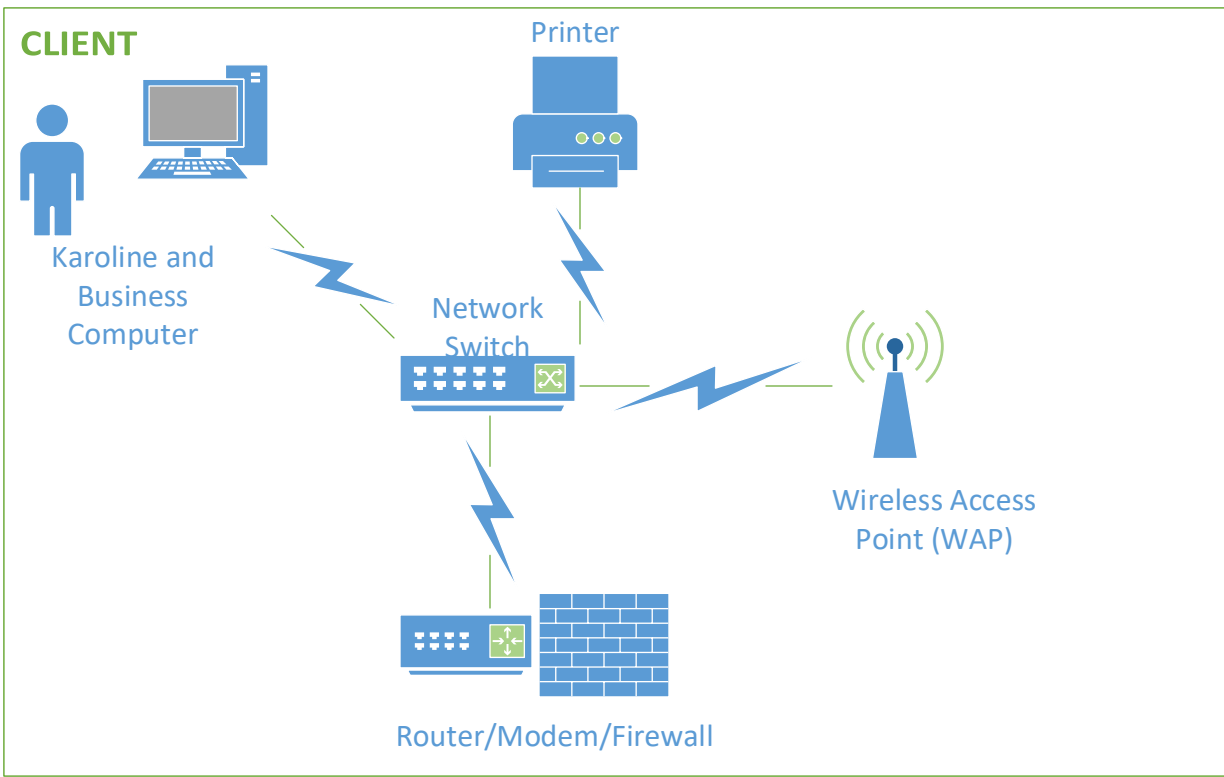 CLIENT
Printer
Karoline and
Business
Computer
Network
Switch
Wireless Access
Point (WAP)
Router/Modem/Firewall